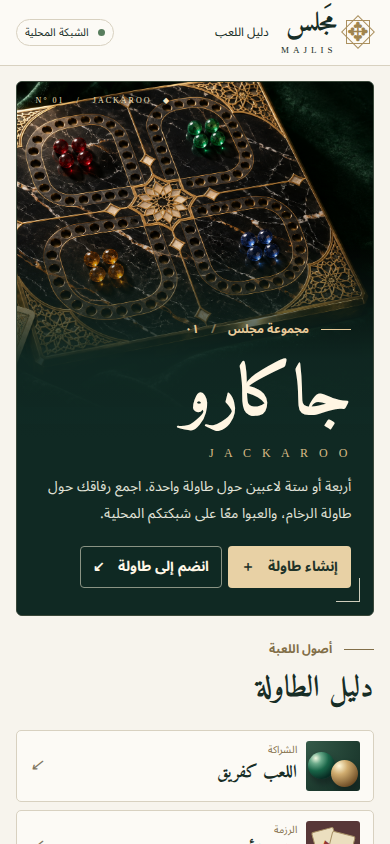 مجلس
MAJLIS
دليل اللعب
الشبكة المحلية
N° 01 / JACKAROO
مجموعة مجلس / ٠١
جاكارو
JACKAROO
أربعة أو ستة لاعبين حول طاولة واحدة. اجمع رفاقك حول
طاولة الرخام، والعبوا معًا على شبكتكم المحلية.
إنشاء طاولة +
انضم إلى طاولة ↙
أصول اللعبة
دليل الطاولة
الشراكة
اللعب كفريق
↙
الرزمة